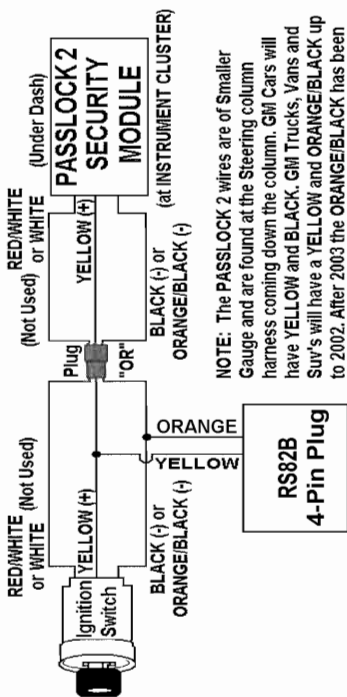 RED/WHITE (Not Used)
or WHITE
Ignition
Switch
YELLOW (+)
BLACK (-) or
ORANGE/BLACK (-)
Plug
"OR"
(Not Used)
RED/WHITE
or WHITE
YELLOW (+)
BLACK (-) or
ORANGE/BLACK (-)
(Under Dash)
PASSLOCK 2
SECURITY
MODULE
(at INSTRUMENT CLUSTER)
ORANGE
YELLOW
RS82B
4-Pin Plug
NOTE: The PASSLOCK 2 wires are of Smaller
Gauge and are found at the Steering column
harness coming down the column. GM Cars will
have YELLOW and BLACK. GM Trucks, Vans and
Suv's will have a YELLOW and ORANGE/BLACK up
to 2002. After 2003 the ORANGE/BLACK has been